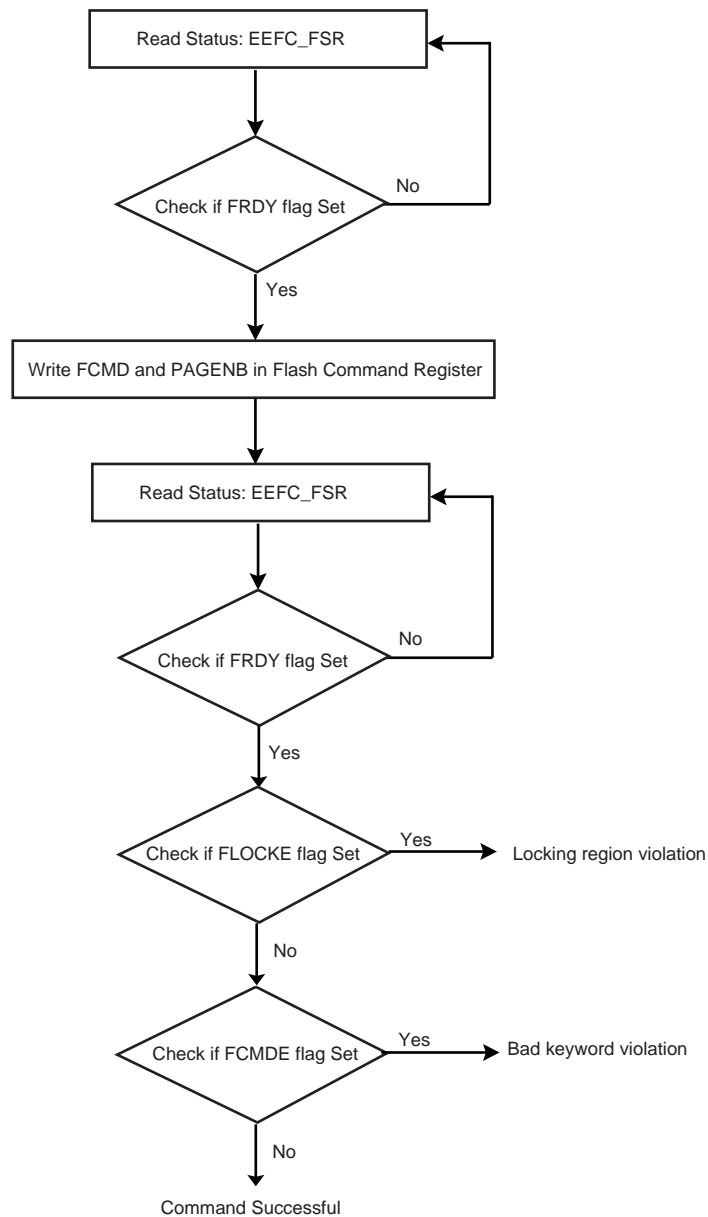 Read Status: EEFC_FSR
No
Check if FRDY flag Set
Yes
Write FCMD and PAGENB in Flash Command Register
Read Status: EEFC_FSR
No
Check if FRDY flag Set
Yes
Check if FLOCKE flag Set
Yes
Locking region violation
No
Check if FCMDE flag Set
Yes
Bad keyword violation
No
Command Successful